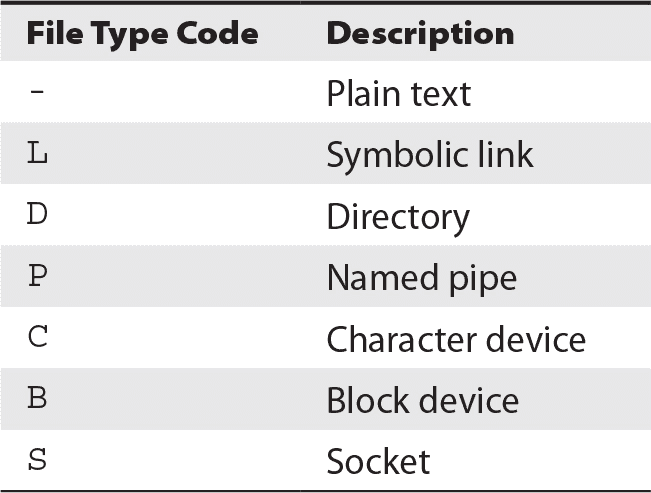 File Type Code Description
- Plain text
L Symbolic link
D Directory
P Named pipe
C Character device
B Block device
S Socket